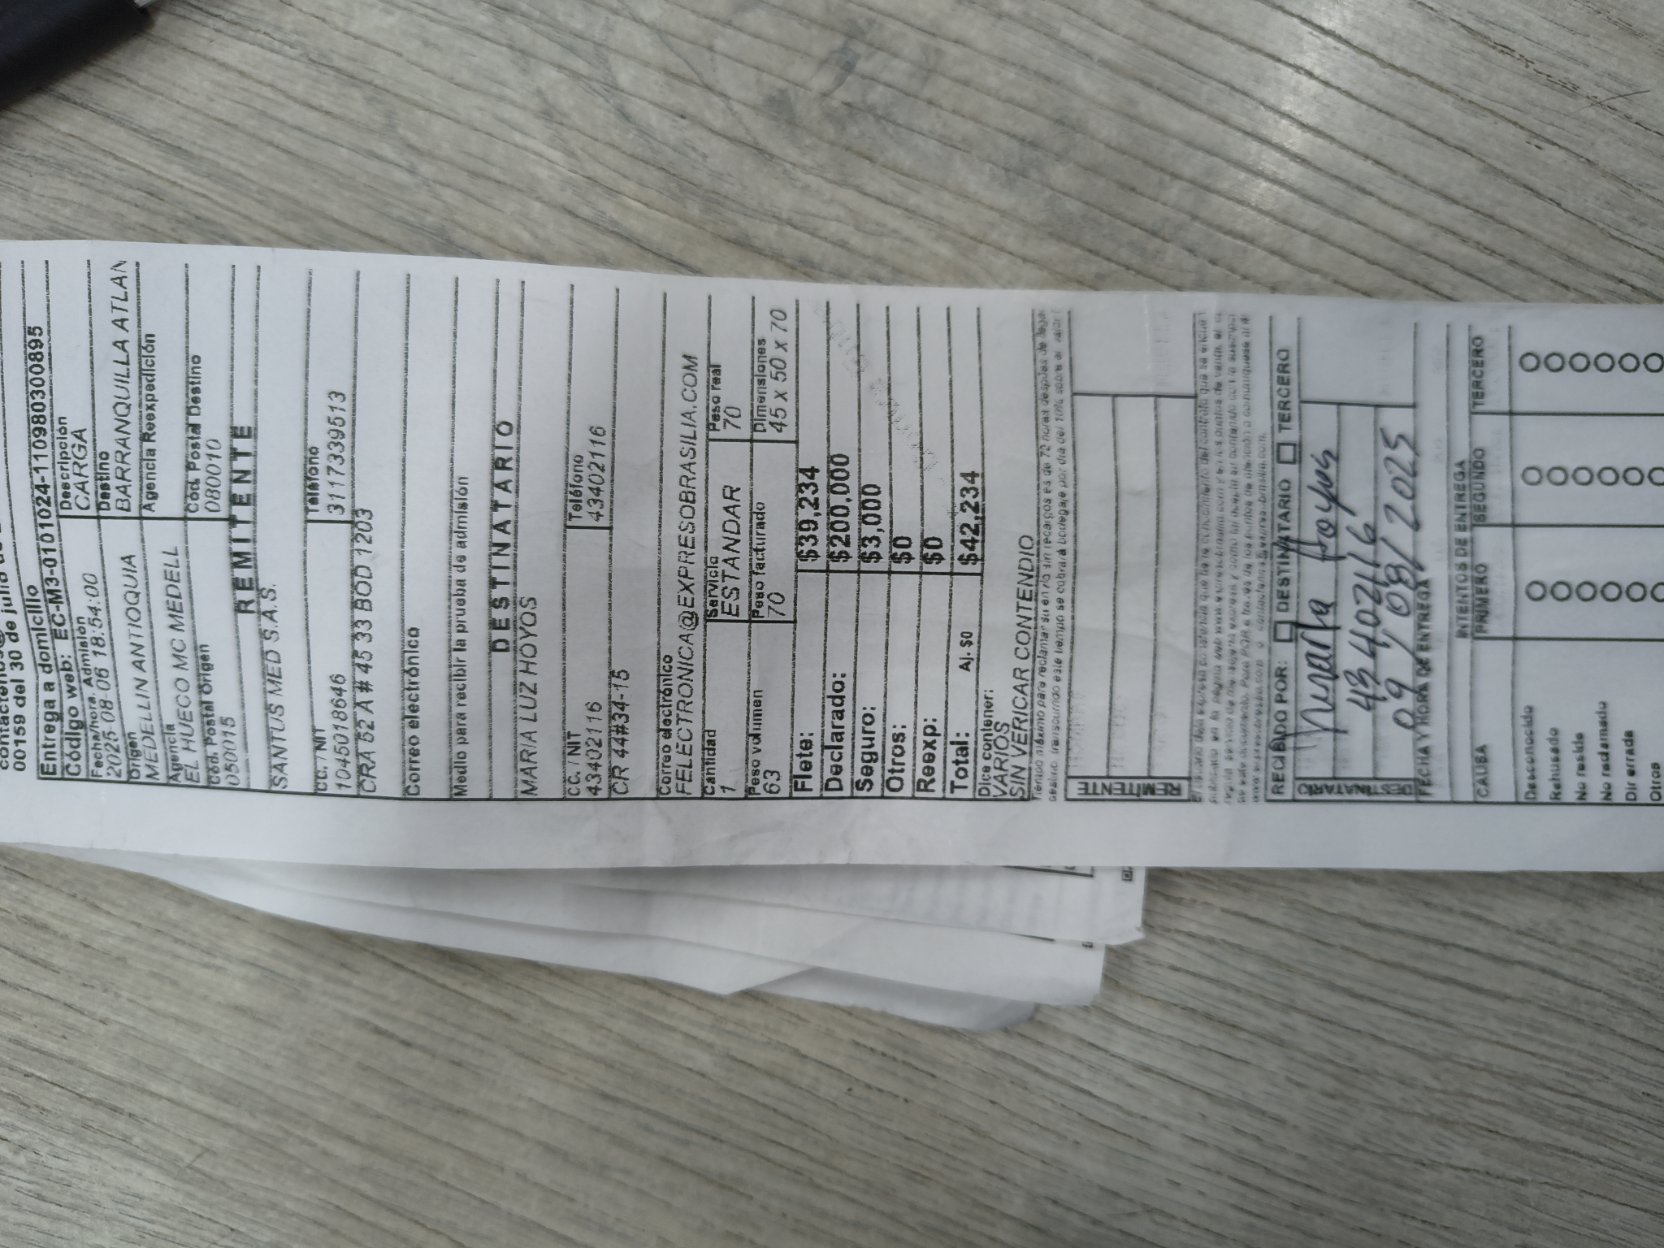 00159 del 30 de julio de
Entrega a domicilio
Código web: EC-M3-0101024-1109803008​95
Fecha/hora Admisión Descripción
2025-08-06 18:54:00 CARGA
Origen Destino
MEDELLIN ANTIOQUIA BARRANQUILLA ATLAN
Agencia Agencia Reexpedición
EL HUECO MC MEDELL
Cód. Postal Origen Cód. Postal Destino
050015 080010
REMITENTE
SANTUS MED S.A.S.
CC. / NIT Teléfono
1045018646 3117339513
CRA 52 A # 45 33 BOD 1203
Correo electrónico
Medio para recibir la prueba de admisión
DESTINATARIO
MARIA LUZ HOYOS
C.C. / NIT Teléfono
43402116 43402116
CR 44#34-15
Correo electrónico
FELECTRONICA@EXPRESOBRASILIA.COM
Cantidad Servicio Peso real
1 ESTANDAR 70
Peso volumen Peso facturado Dimensiones
63 70 45 x 50 x 70
Flete: $39,234
Declarado: $200,000
Seguro: $3,000
Otros: $0
Reexp: $0
Total: Aj. $0 $42,234
Dice contener:
VARIOS
SIN VERICAR CONTENDIO
REMITENTE
RECIBIDO POR: DESTINATARIO TERCERO
DESTINATARIO
maria Hoyos
43402116
09/08/2025
FECHA Y HORA DE ENTREGA
INTENTOS DE ENTREGA
CAUSA PRIMERO SEGUNDO TERCERO
Desconocido
Rehusado
No reside
No reclamado
Dir errada
Otros